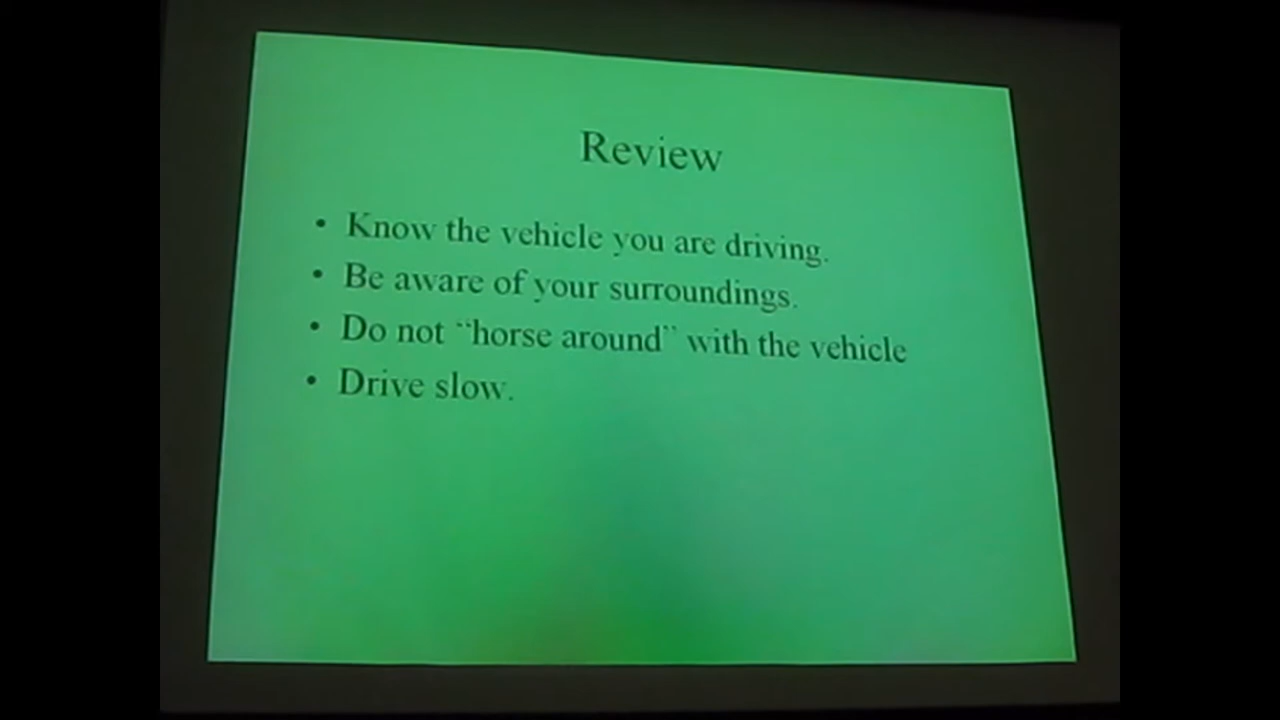 Review
• Know the vehicle you are driving.
• Be aware of your surroundings.
• Do not “horse around” with the vehicle
• Drive slow.